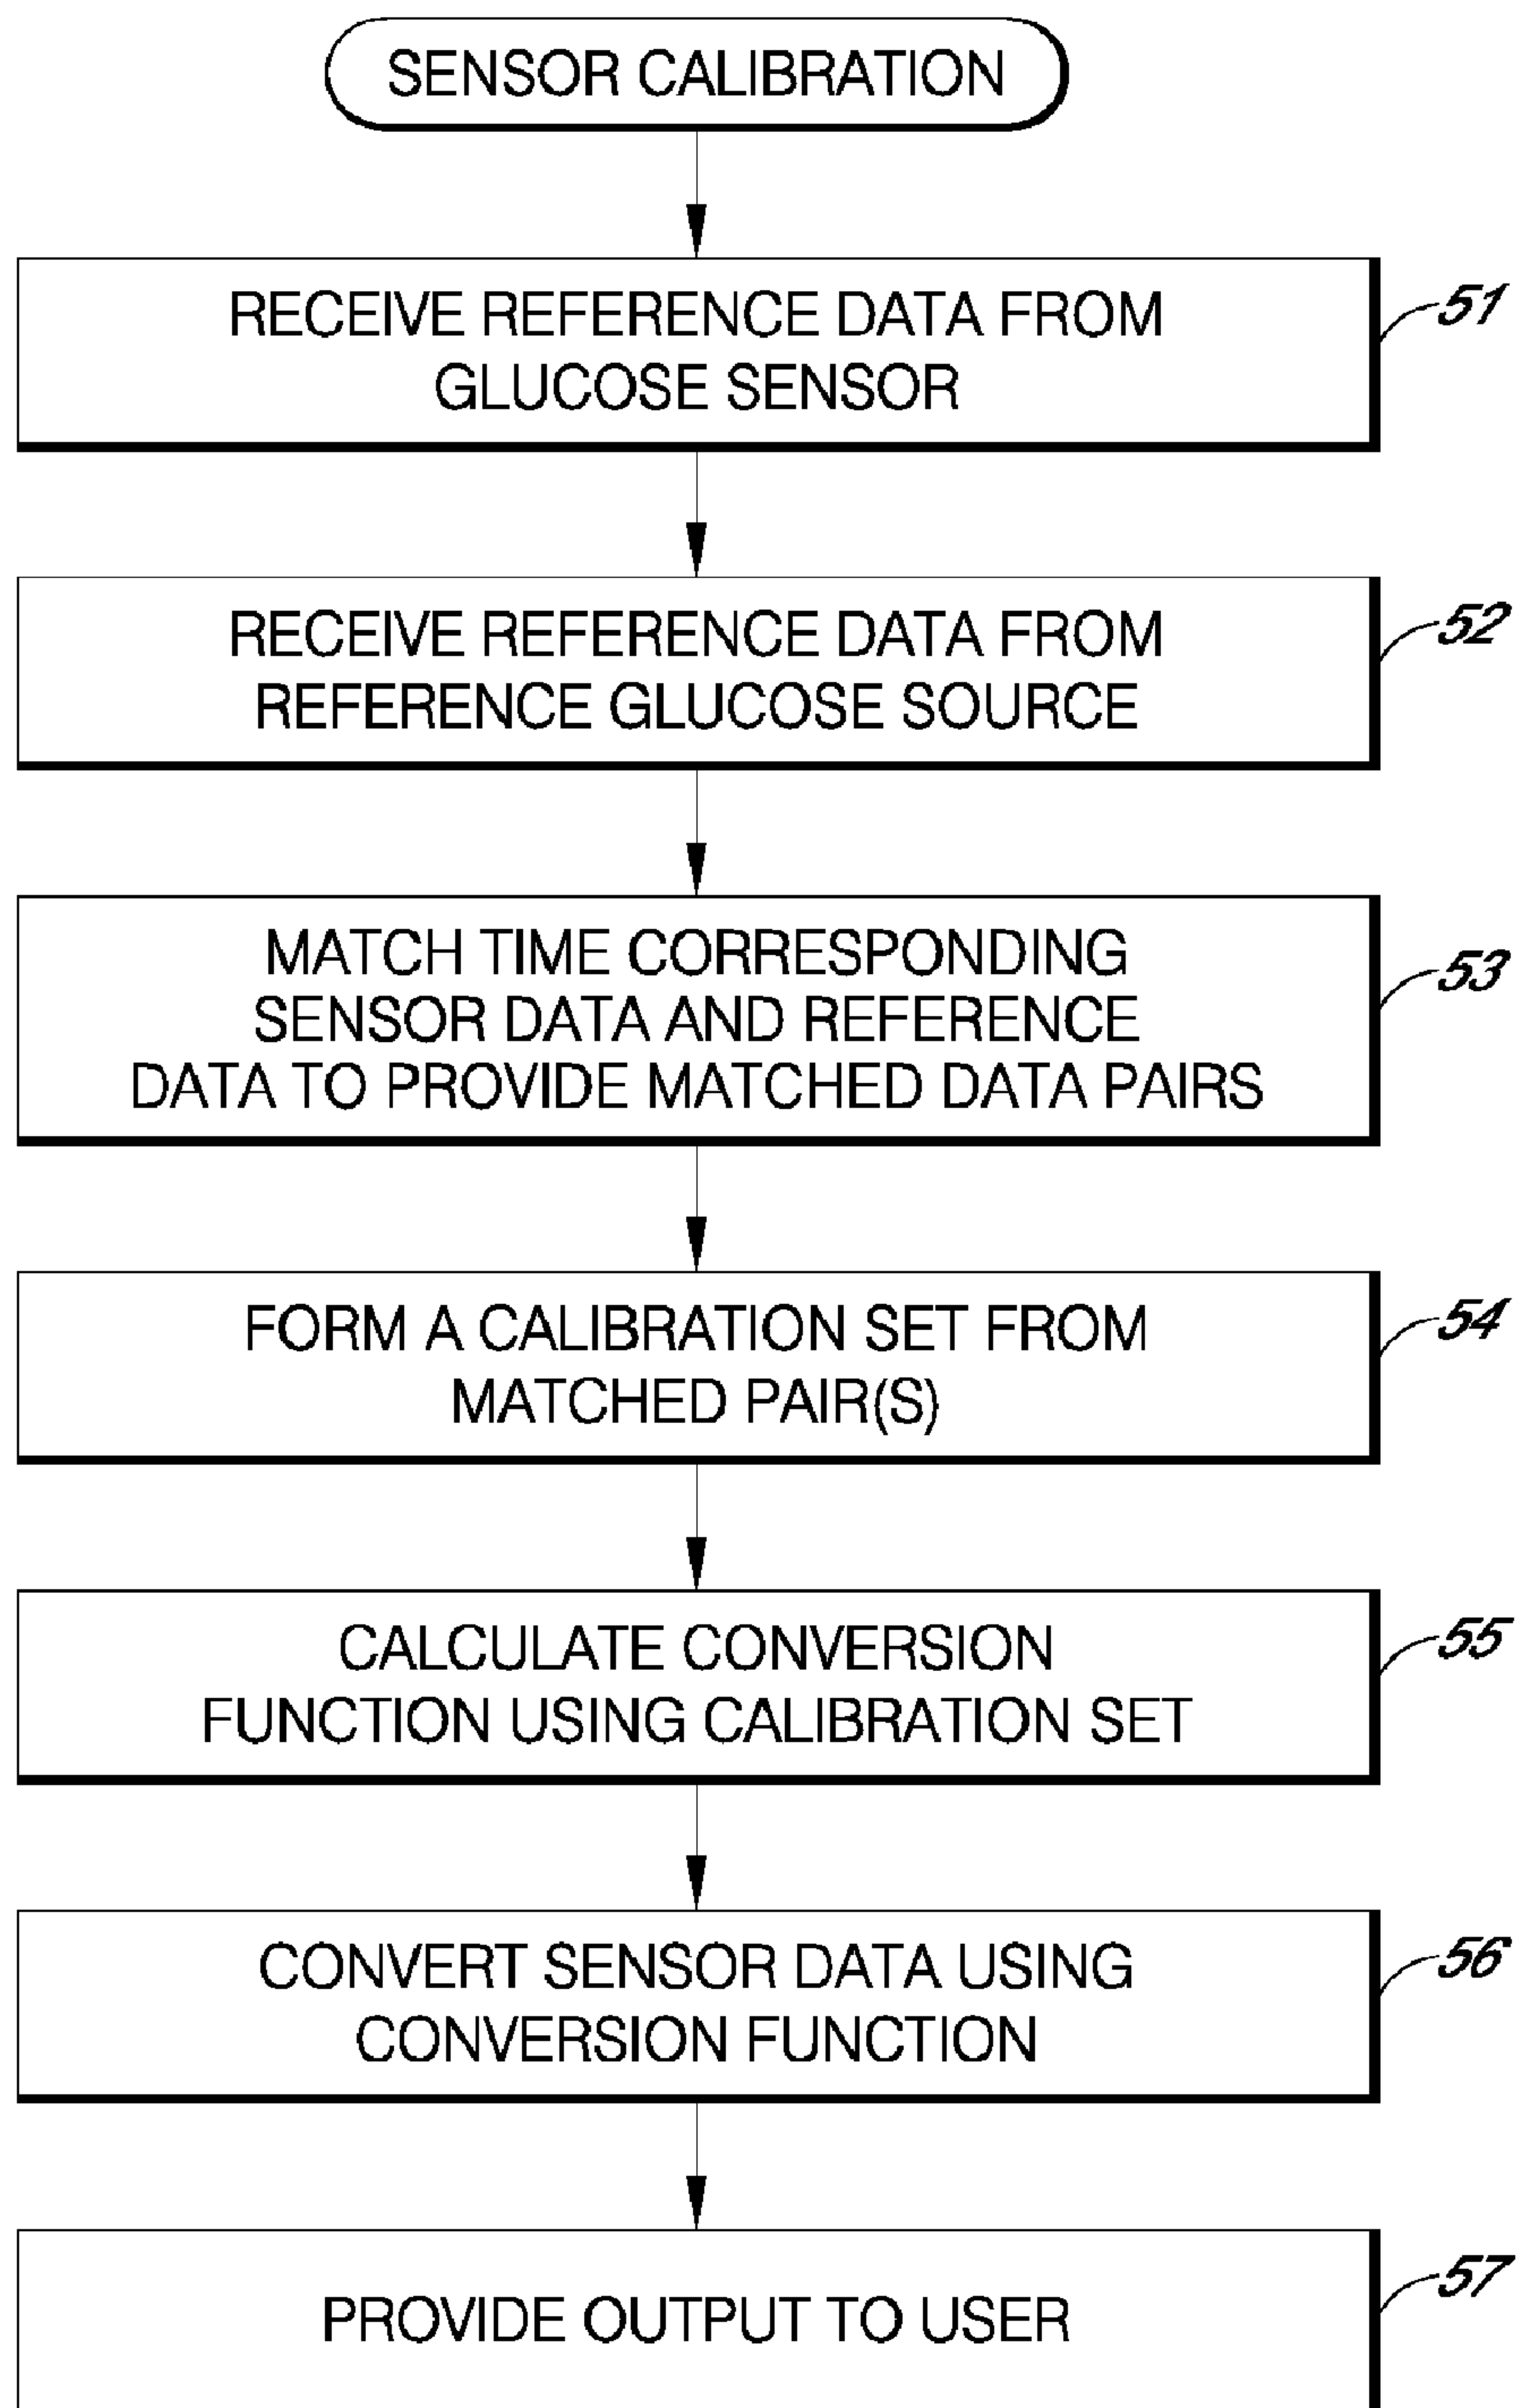 SENSOR CALIBRATION
RECEIVE REFERENCE DATA FROM
GLUCOSE SENSOR
51
RECEIVE REFERENCE DATA FROM
REFERENCE GLUCOSE SOURCE
52
MATCH TIME CORRESPONDING
SENSOR DATA AND REFERENCE
DATA TO PROVIDE MATCHED DATA PAIRS
53
FORM A CALIBRATION SET FROM
MATCHED PAIR(S)
54
CALCULATE CONVERSION
FUNCTION USING CALIBRATION SET
55
CONVERT SENSOR DATA USING
CONVERSION FUNCTION
56
PROVIDE OUTPUT TO USER
57